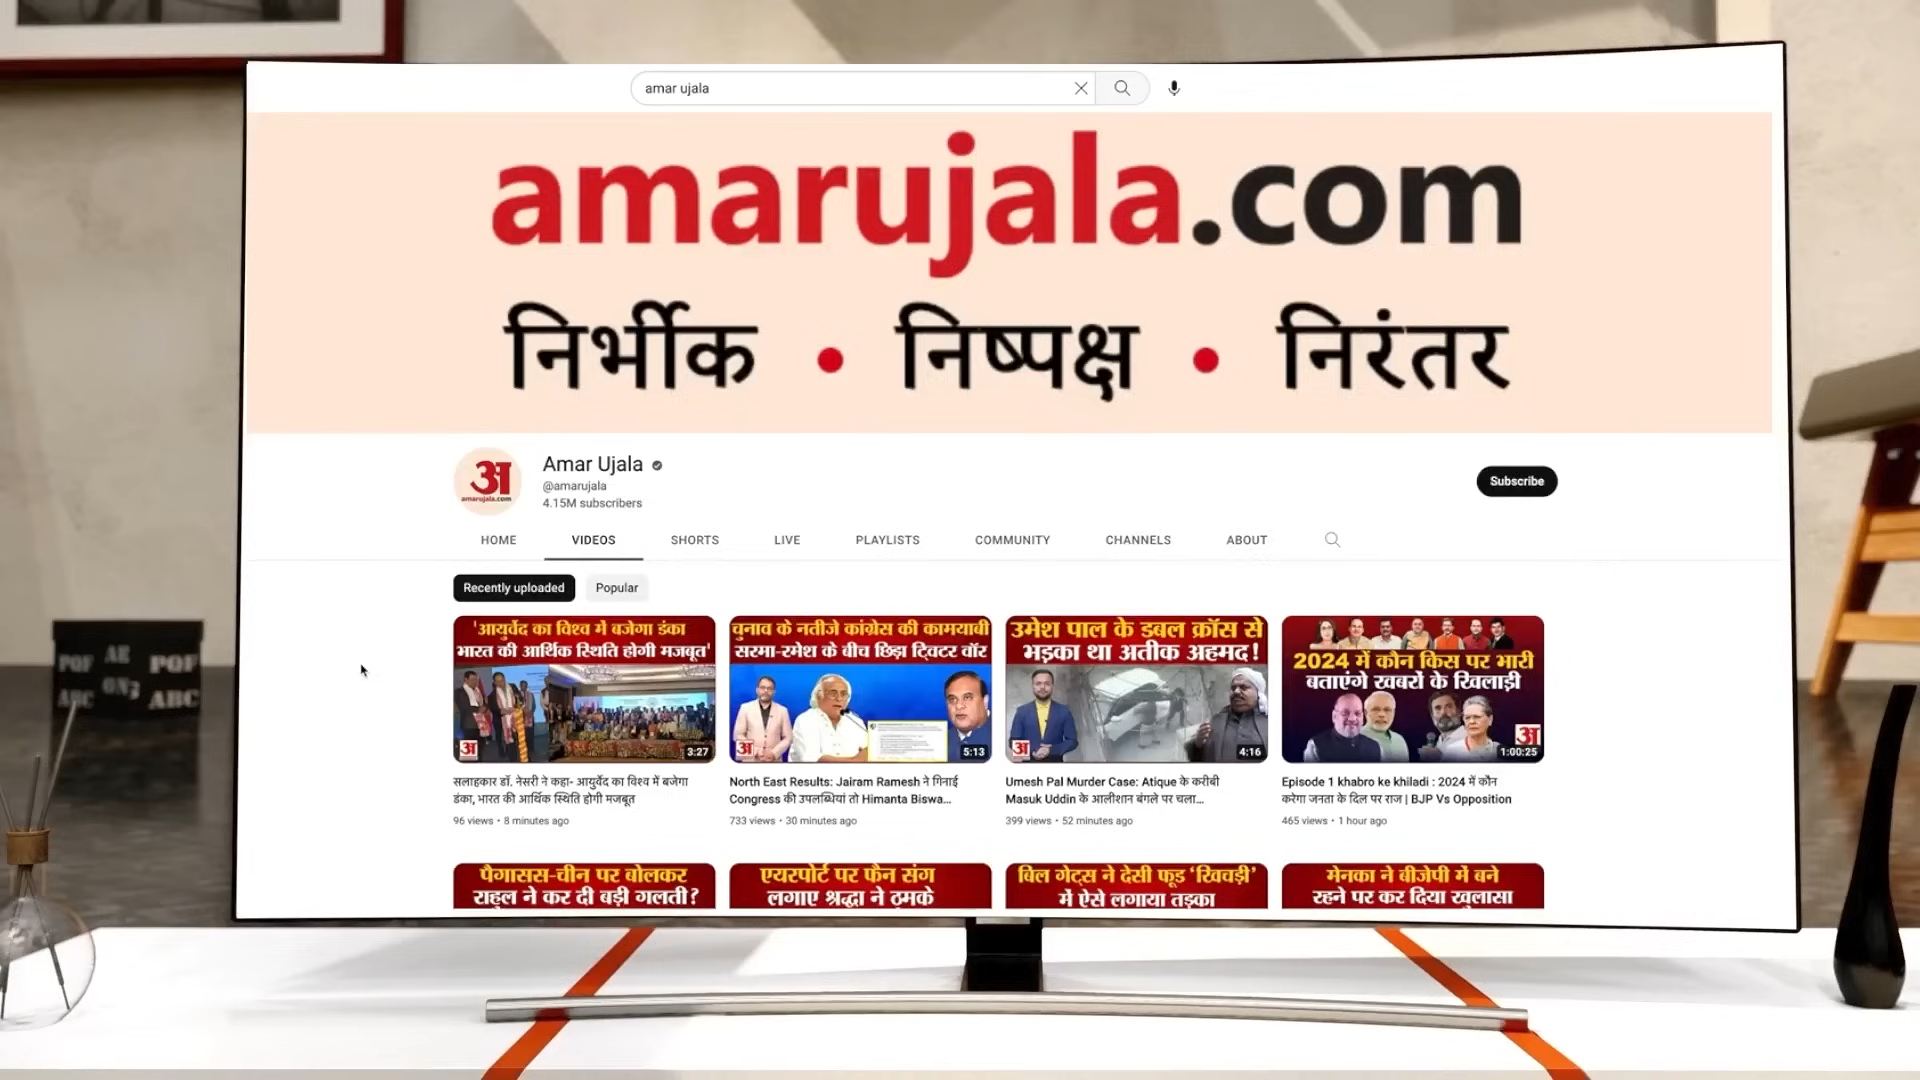 amar ujala
amarujala.com
निर्भीक • निष्पक्ष • निरंतर
अ
amarujala.com
Amar Ujala
@amarujala
4.15M subscribers
Subscribe
HOME VIDEOS SHORTS LIVE PLAYLISTS COMMUNITY CHANNELS ABOUT
Recently uploaded Popular
'आयुर्वेद का विश्व में बजेगा डंका
भारत की आर्थिक स्थिति होगी मजबूत'
अ
3:27
चुनाव के नतीजे कांग्रेस की कामयाबी
सरमा-रमेश के बीच छिड़ा ट्विटर वॉर
अ
5:13
उमेश पाल के डबल क्रॉस से
भड़का था अतीक अहमद!
अ
4:16
2024 में कौन किस पर भारी
बताएंगे खबरों के खिलाड़ी
अ
1:00:25
सलाहकार डॉ. नेसरी ने कहा- आयुर्वेद का विश्व में बजेगा
डंका, भारत की आर्थिक स्थिति होगी मजबूत
96 views • 8 minutes ago
North East Results: Jairam Ramesh ने गिनाई
Congress की उपलब्धियां तो Himanta Biswa...
733 views • 30 minutes ago
Umesh Pal Murder Case: Atique के करीबी
Masuk Uddin के आलीशान बंगले पर चला...
399 views • 52 minutes ago
Episode 1 khabro ke khiladi : 2024 में कौन
करेगा जनता के दिल पर राज | BJP Vs Opposition
465 views • 1 hour ago
पैगासस-चीन पर बोलकर
राहुल ने कर दी बड़ी गलती?
एयरपोर्ट पर फैन संग
लगाए श्रद्धा ने ठुमके
बिल गेट्स ने देसी फूड 'खिचड़ी'
में ऐसे लगाया तड़का
मेनका ने बीजेपी में बने
रहने पर कर दिया खुलासा
PQF PQF
ABC ABC